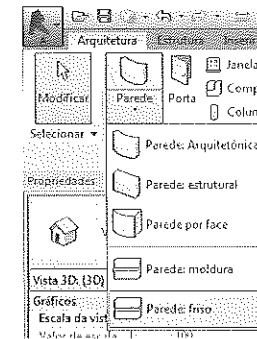 Arquitetura Estrutura
Modificar
Parede
Porta
Janela
Comp
Colun
Selecionar
Parede: Arquitetônica
Propriedades
Parede estrutural
Parede por face
Vista 3D: {3D}
Parede: moldura
Gráficos
Escala da vist
Parede: friso